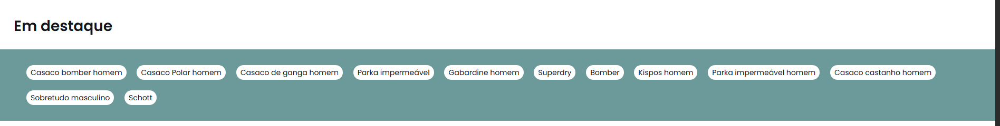 Em destaque
Casaco bomber homem Casaco Polar homem Casaco de ganga homem Parka impermeável Gabardine homem Superdry Bomber Kispos homem Parka impermeável homem Casaco castanho homem
Sobretudo masculino Schott